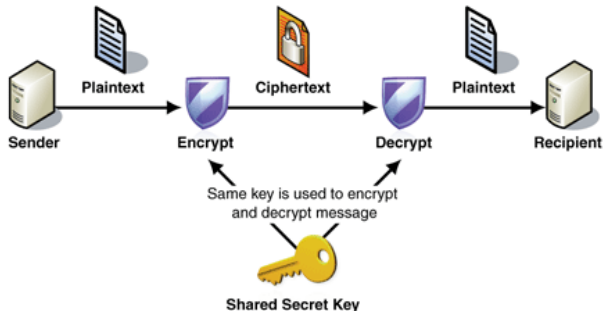 Plaintext
Ciphertext
Plaintext
Sender
Encrypt
Decrypt
Recipient
Same key is used to encrypt
and decrypt message
Shared Secret Key